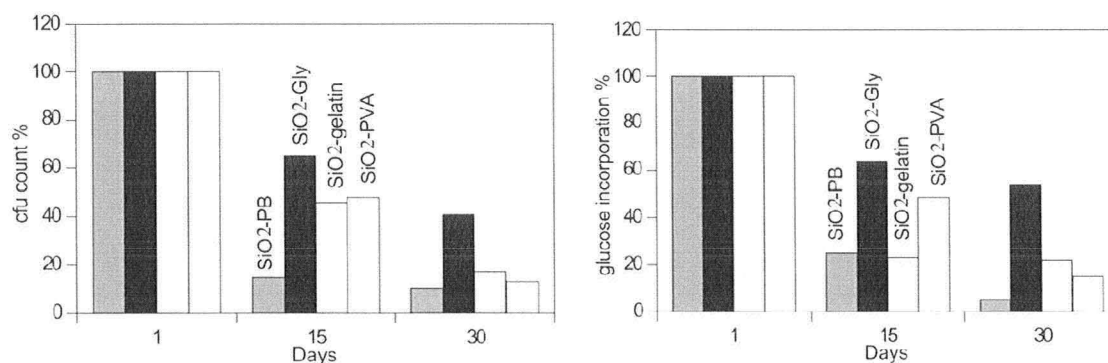 120
100
80
60
40
20
0
cfu count %
SiO2-PB
SiO2-Gly
SiO2-gelatin
SiO2-PVA
1 15 30
Days
120
100
80
60
40
20
0
glucose incorporation %
SiO2-PB
SiO2-Gly
SiO2-gelatin
SiO2-PVA
1 15 30
Days